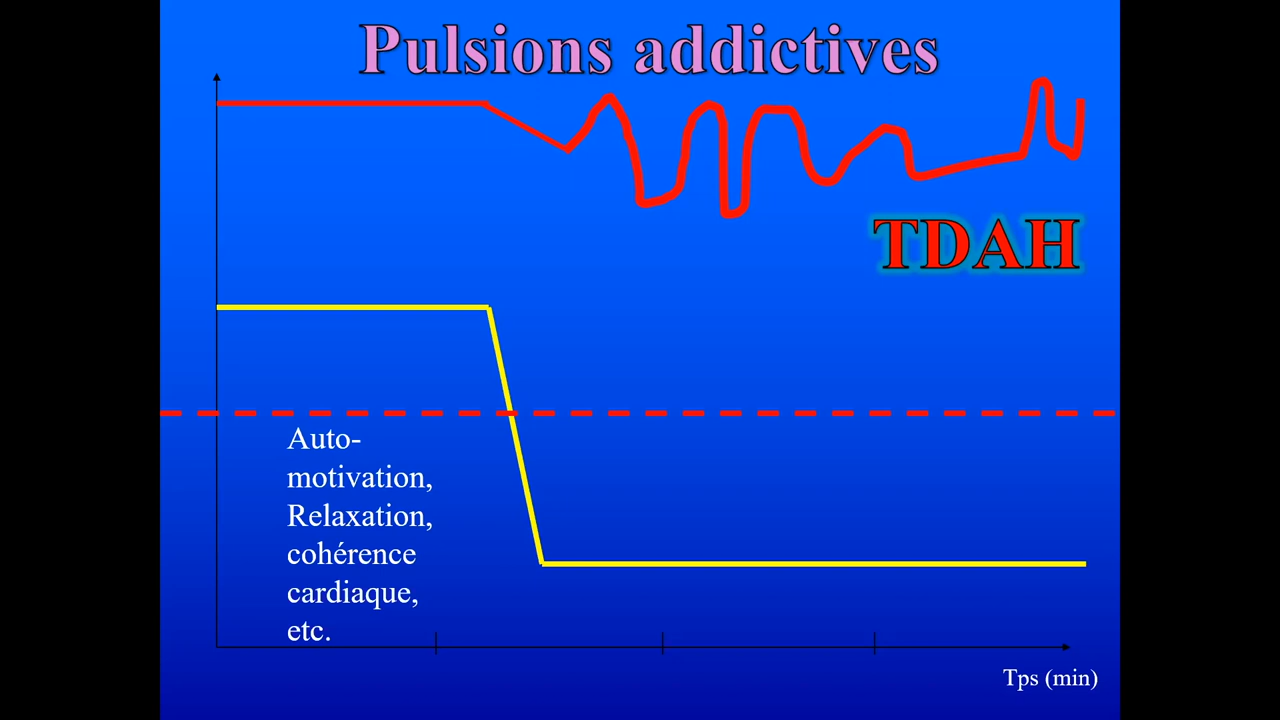 Pulsions addictives
TDAH
Auto-
motivation,
Relaxation,
cohérence
cardiaque,
etc.
Tps (min)